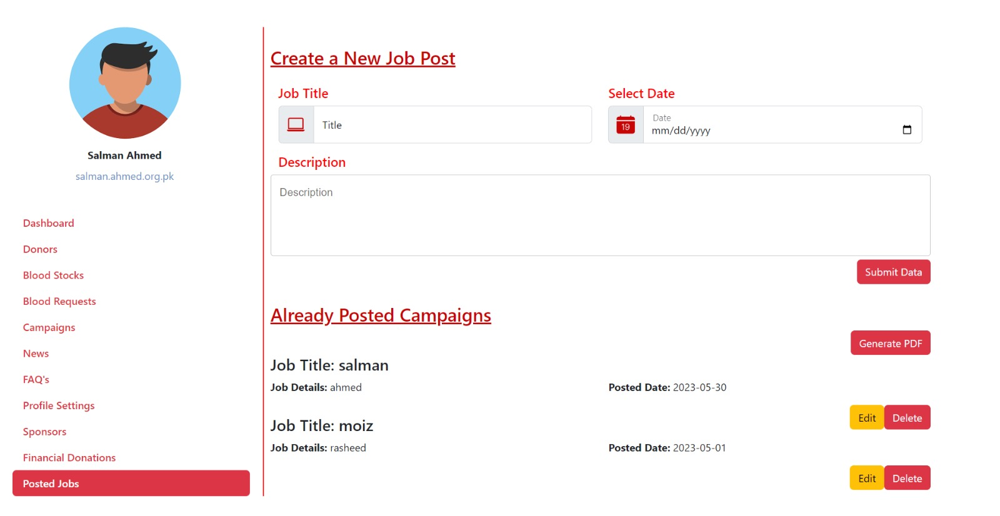 Salman Ahmed
salman.ahmed.org.pk
Dashboard
Donors
Blood Stocks
Blood Requests
Campaigns
News
FAQ's
Profile Settings
Sponsors
Financial Donations
Posted Jobs
Create a New Job Post
Job Title
Select Date
Title
19
Date
mm/dd/yyyy
Description
Description
Submit Data
Already Posted Campaigns
Generate PDF
Job Title: salman
Job Details: ahmed
Posted Date: 2023-05-30
Edit Delete
Job Title: moiz
Job Details: rasheed
Posted Date: 2023-05-01
Edit Delete